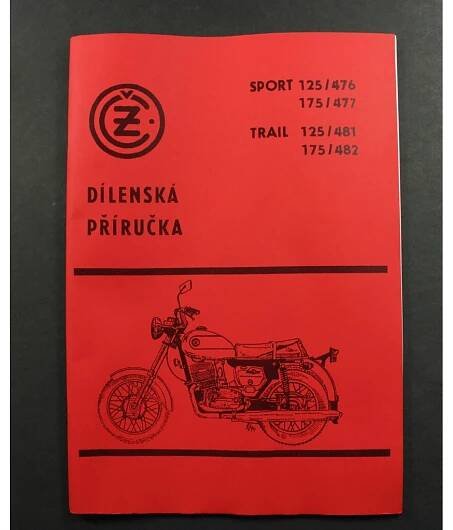 ČZ
SPORT 125/476
175/477
TRAIL 125/481
175/482
DÍLENSKÁ
PŘÍRUČKA